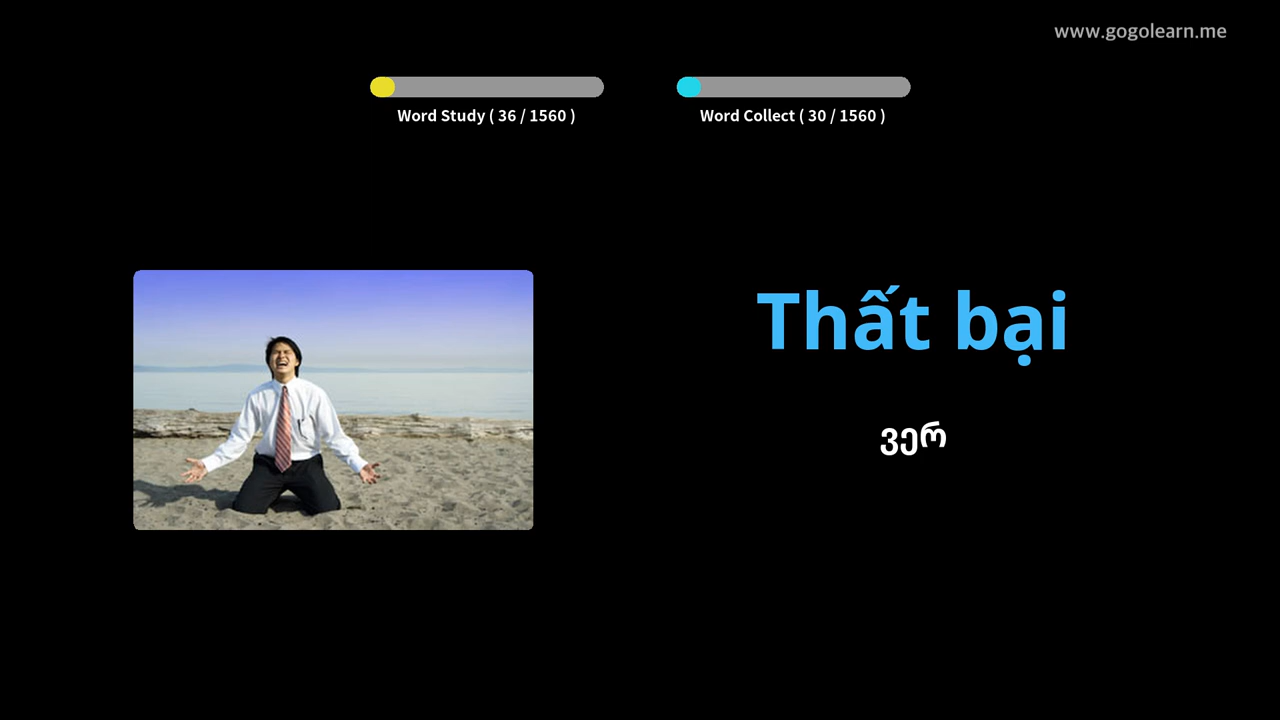 www.gogolearn.me
Word Study ( 36 / 1560 )
Word Collect ( 30 / 1560 )
Thất bại
ვერ